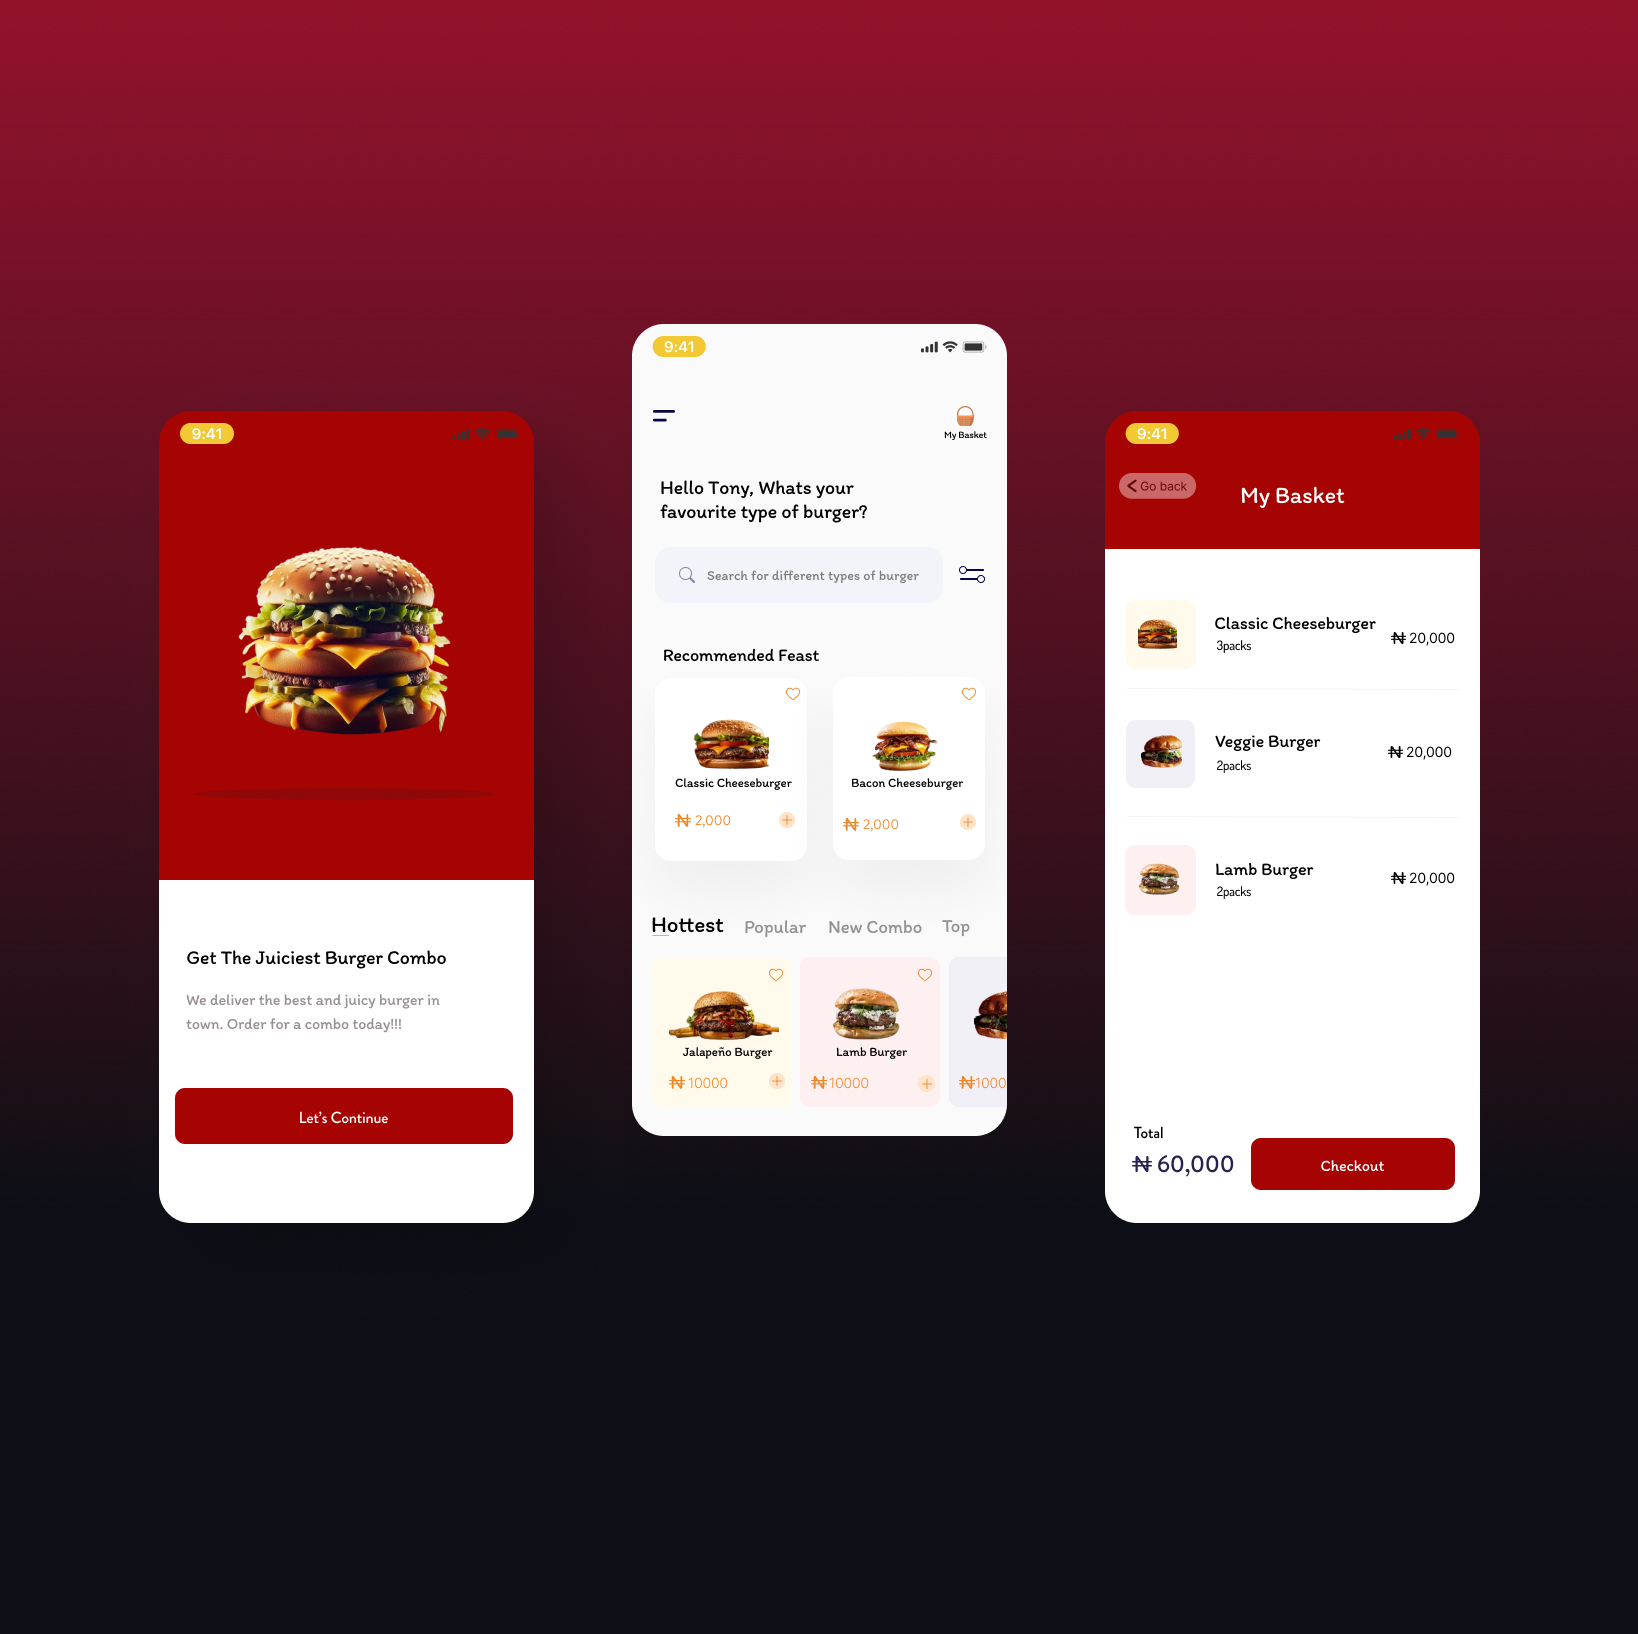 9:41
Get The Juiciest Burger Combo
We deliver the best and juicy burger in
town. Order for a combo today!!!
Let's Continue
9:41
My Basket
Hello Tony, Whats your
favourite type of burger?
Search for different types of burger
Recommended Feast
Classic Cheeseburger
₦ 2,000
Bacon Cheeseburger
₦ 2,000
Hottest Popular New Combo Top
Jalapeño Burger
₦ 10000
Lamb Burger
₦ 10000
₦1000
9:41
Go back
My Basket
Classic Cheeseburger
3packs
₦ 20,000
Veggie Burger
2packs
₦ 20,000
Lamb Burger
2packs
₦ 20,000
Total
₦ 60,000
Checkout